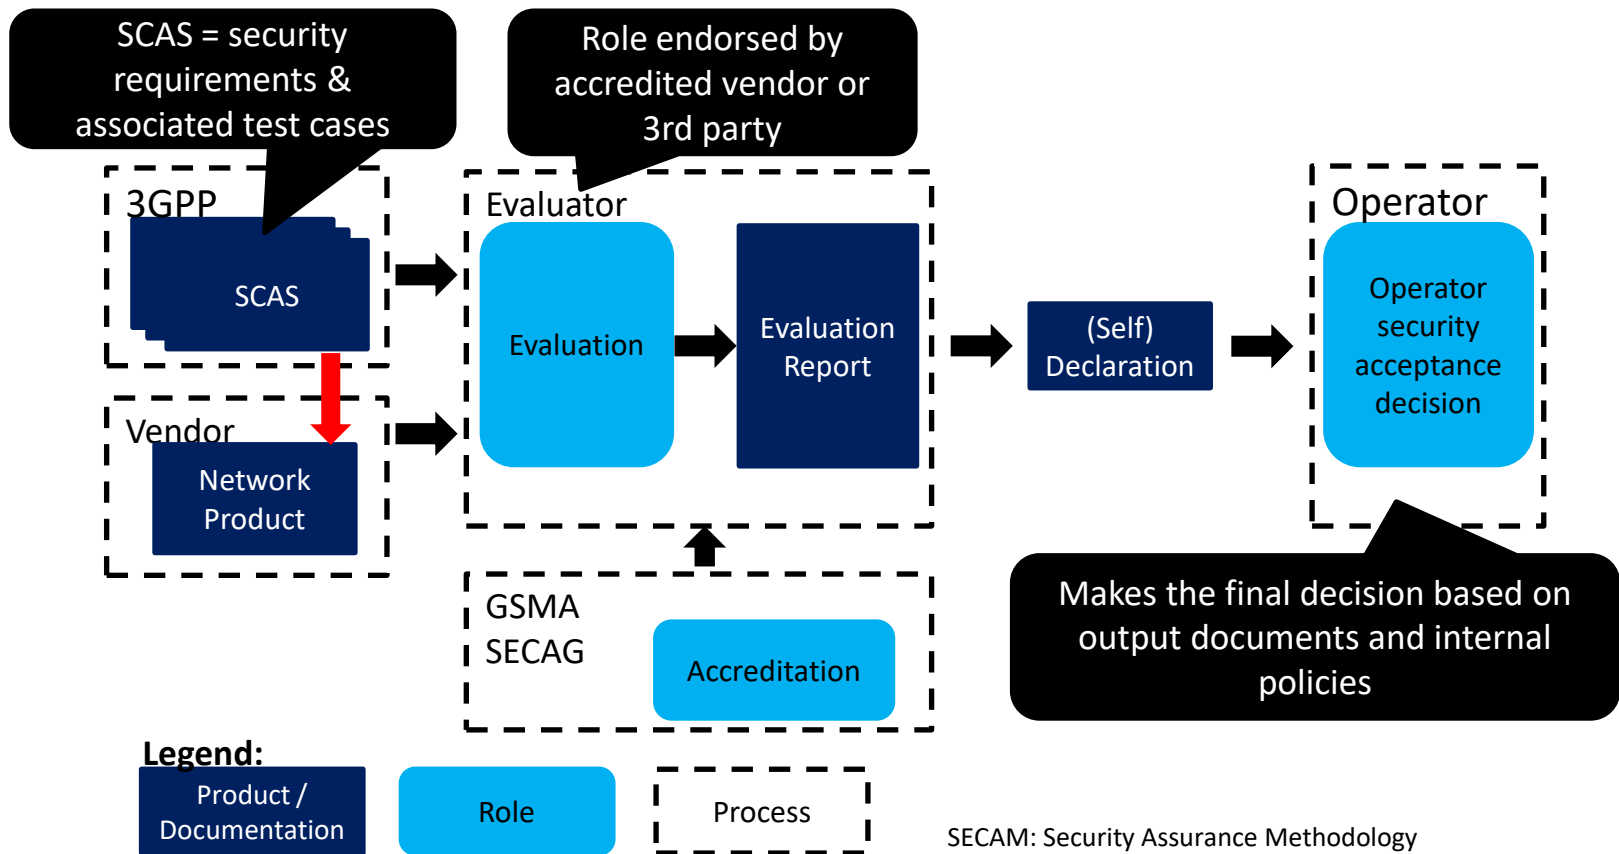 SCAS = security
requirements &
associated test cases
Role endorsed by
accredited vendor or
3rd party
3GPP
SCAS
Evaluator
Evaluation
Evaluation
Report
(Self)
Declaration
Operator
Operator
security
acceptance
decision
Vendor
Network
Product
GSMA
SECAG
Accreditation
Makes the final decision based on
output documents and internal
policies
Legend:
Product /
Documentation
Role
Process
SECAM: Security Assurance Methodology